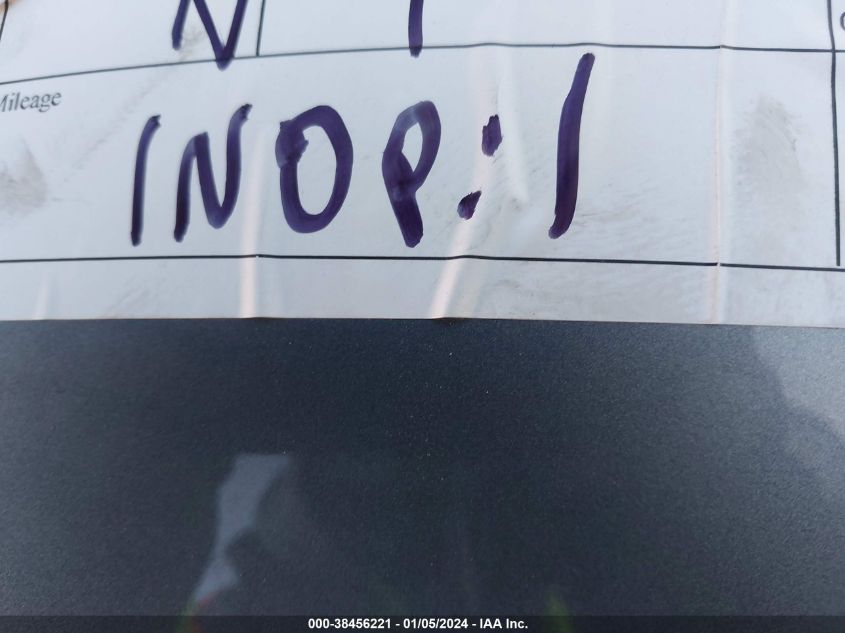 Mileage
INOP:1
000-38456221 - 01/05/2024 - IAA Inc.